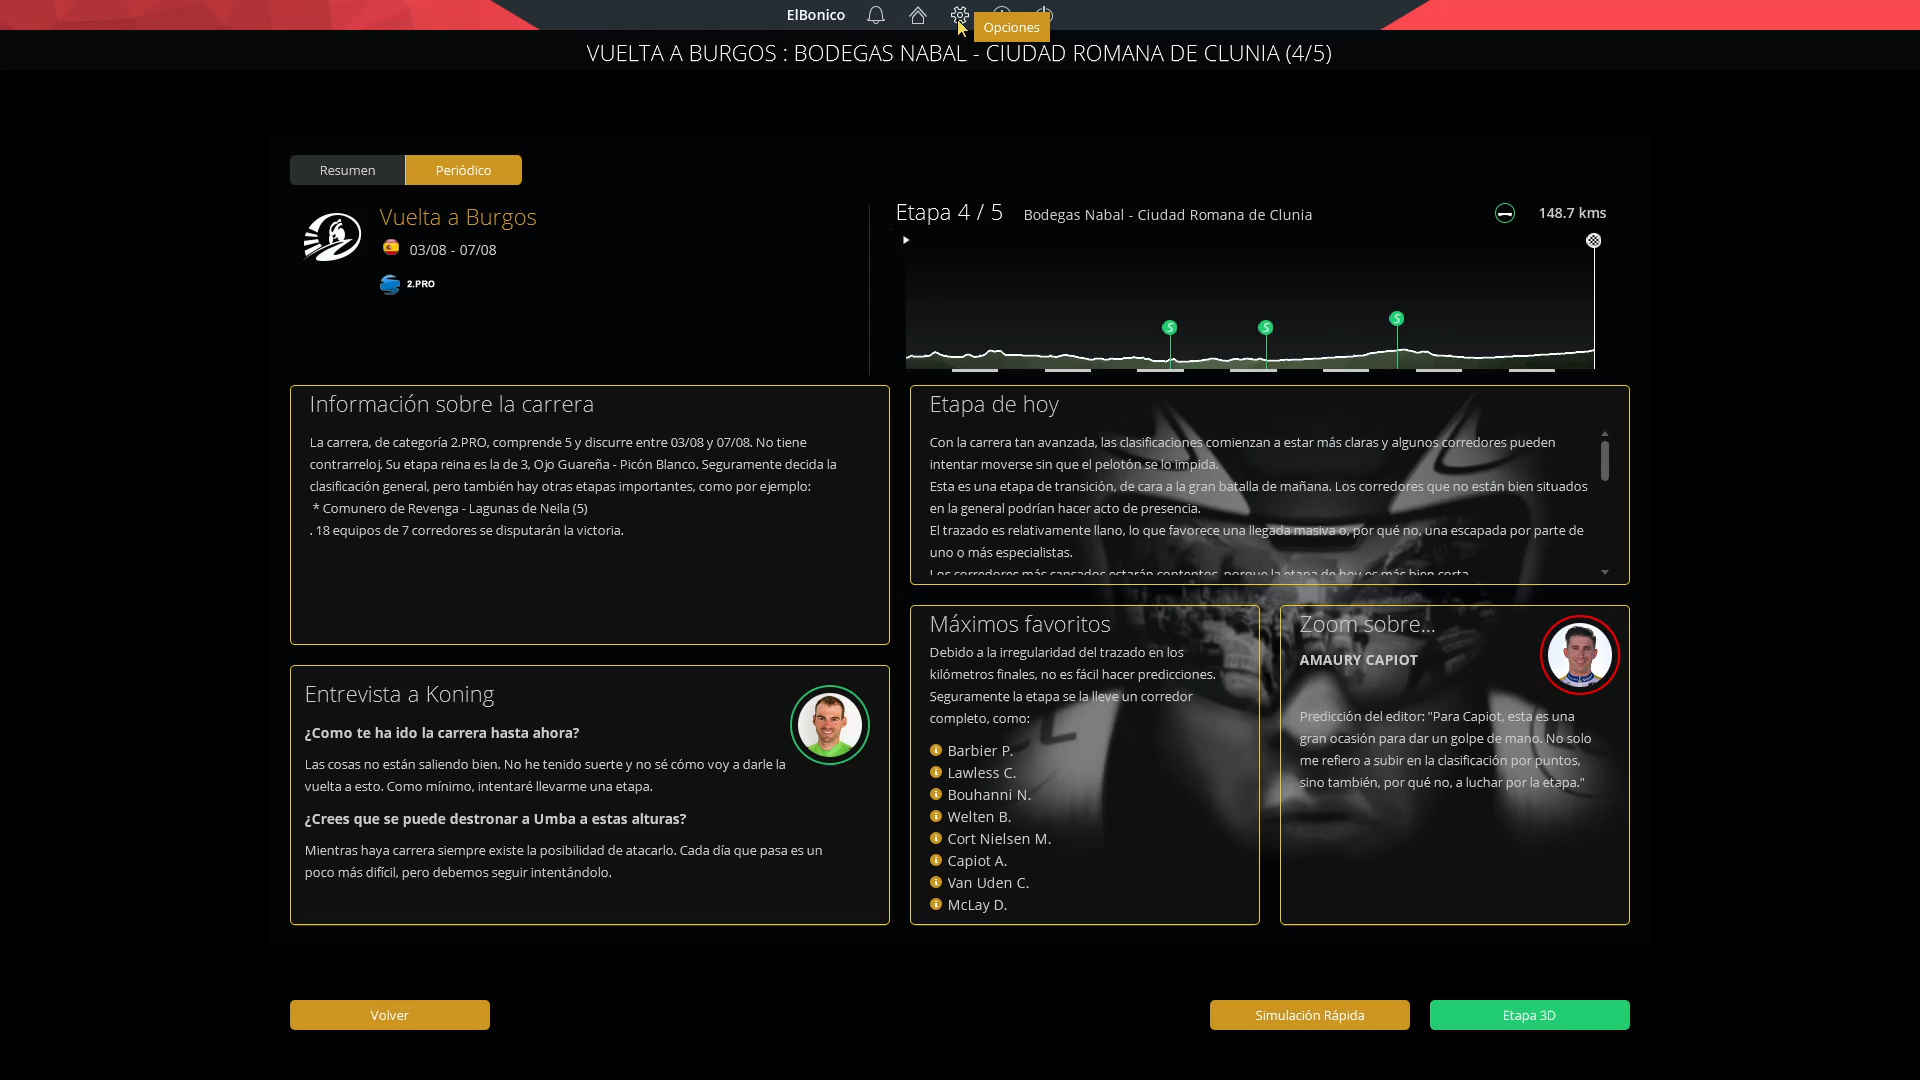 ElBonico
Opciones
VUELTA A BURGOS : BODEGAS NABAL - CIUDAD ROMANA DE CLUNIA (4/5)
Resumen
Periódico
Vuelta a Burgos
03/08 - 07/08
2.PRO
Etapa 4 / 5
Bodegas Nabal - Ciudad Romana de Clunia
148.7 kms
S
S
S
Información sobre la carrera
La carrera, de categoría 2.PRO, comprende 5 y discurre entre 03/08 y 07/08. No tiene
contrarreloj. Su etapa reina es la de 3, Ojo Guareña - Picón Blanco. Seguramente decida la
clasificación general, pero también hay otras etapas importantes, como por ejemplo:
* Comunero de Revenga - Lagunas de Neila (5)
. 18 equipos de 7 corredores se disputarán la victoria.
Etapa de hoy
Con la carrera tan avanzada, las clasificaciones comienzan a estar más claras y algunos corredores pueden
intentar moverse sin que el pelotón se lo impida.
Esta es una etapa de transición, de cara a la gran batalla de mañana. Los corredores que no están bien situados
en la general podrían hacer acto de presencia.
El trazado es relativamente llano, lo que favorece una llegada masiva o, por qué no, una escapada por parte de
uno o más especialistas.
Los corredores más cansados estarán contentos, porque la etapa de hoy es más bien corta.
Entrevista a Koning
¿Como te ha ido la carrera hasta ahora?
Las cosas no están saliendo bien. No he tenido suerte y no sé cómo voy a darle la
vuelta a esto. Como mínimo, intentaré llevarme una etapa.
¿Crees que se puede destronar a Umba a estas alturas?
Mientras haya carrera siempre existe la posibilidad de atacarlo. Cada día que pasa es un
poco más difícil, pero debemos seguir intentándolo.
Máximos favoritos
Debido a la irregularidad del trazado en los
kilómetros finales, no es fácil hacer predicciones.
Seguramente la etapa se la lleve un corredor
completo, como:
Barbier P.
Lawless C.
Bouhanni N.
Welten B.
Cort Nielsen M.
Capiot A.
Van Uden C.
McLay D.
Zoom sobre...
AMAURY CAPIOT
Predicción del editor: "Para Capiot, esta es una
gran ocasión para dar un golpe de mano. No solo
me refiero a subir en la clasificación por puntos,
sino también, por qué no, a luchar por la etapa."
Volver
Simulación Rápida
Etapa 3D